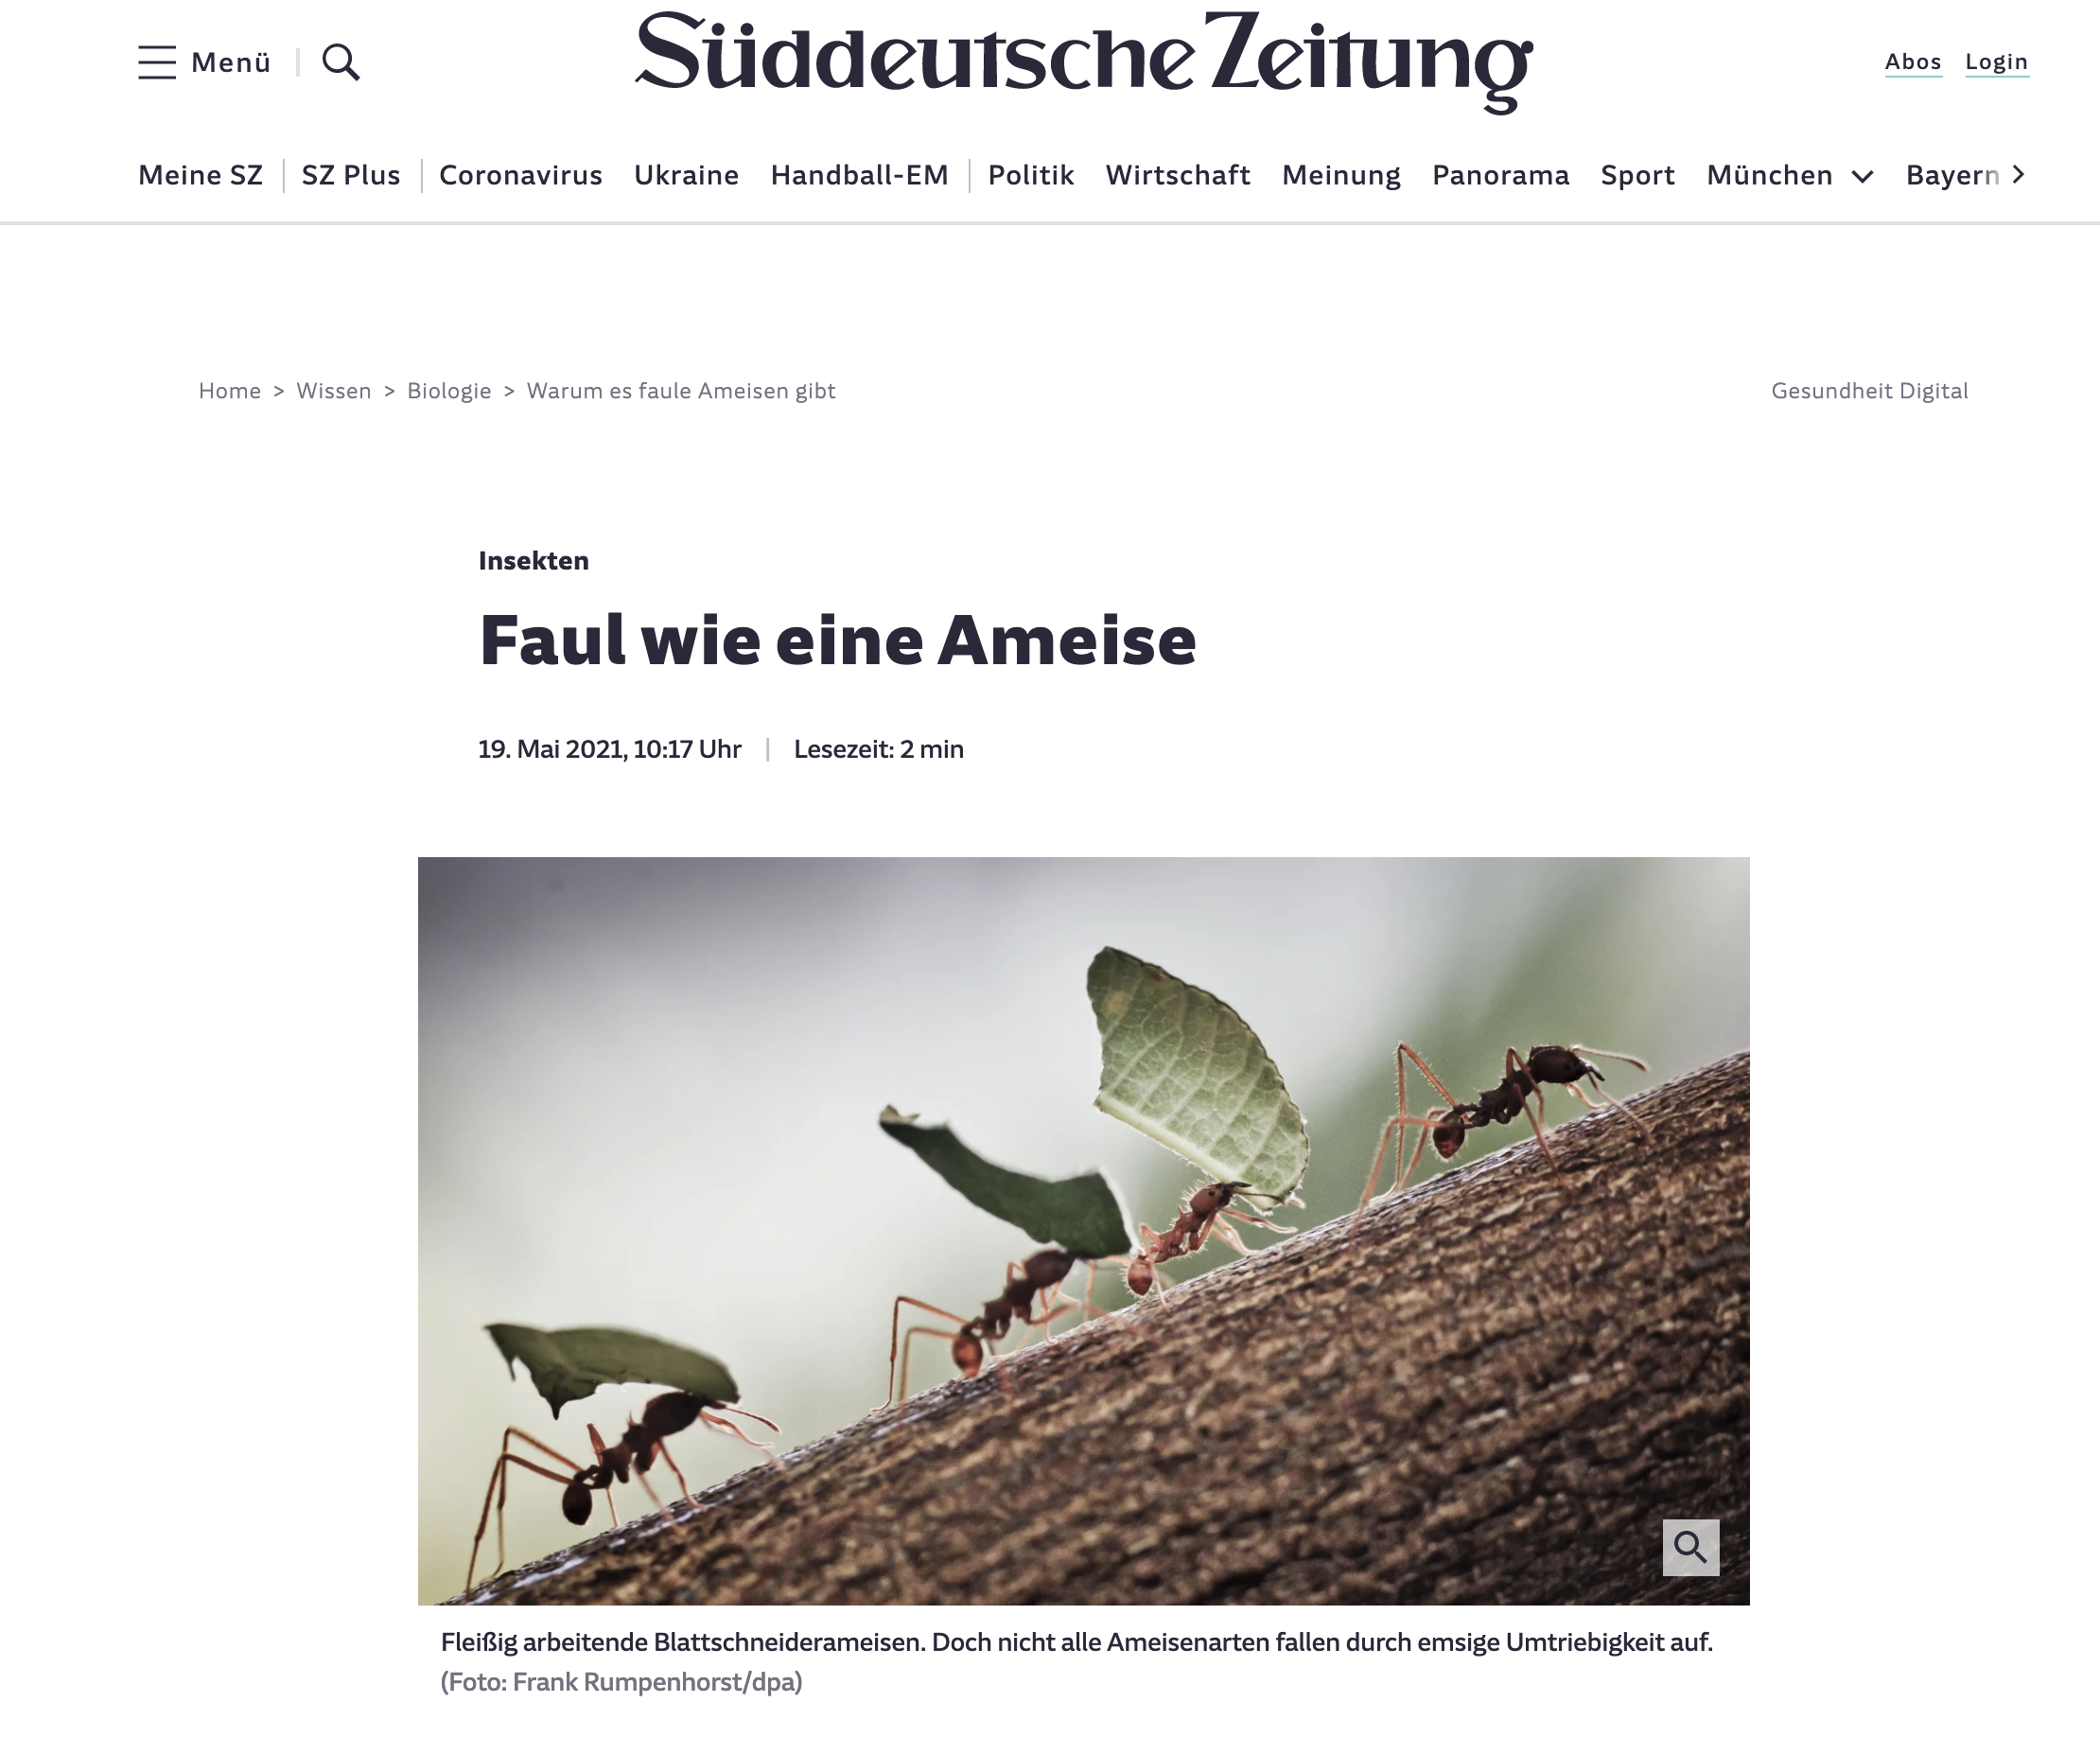 Menü
Süddeutsche Zeitung
Abos Login
Meine SZ SZ Plus Coronavirus Ukraine Handball-EM Politik Wirtschaft Meinung Panorama Sport München Bayern
Home > Wissen > Biologie > Warum es faule Ameisen gibt
Gesundheit Digital
Insekten
Faul wie eine Ameise
19. Mai 2021, 10:17 Uhr | Lesezeit: 2 min
Fleißig arbeitende Blattschneiderameisen. Doch nicht alle Ameisenarten fallen durch emsige Umtriebigkeit auf.
(Foto: Frank Rumpenhorst/dpa)